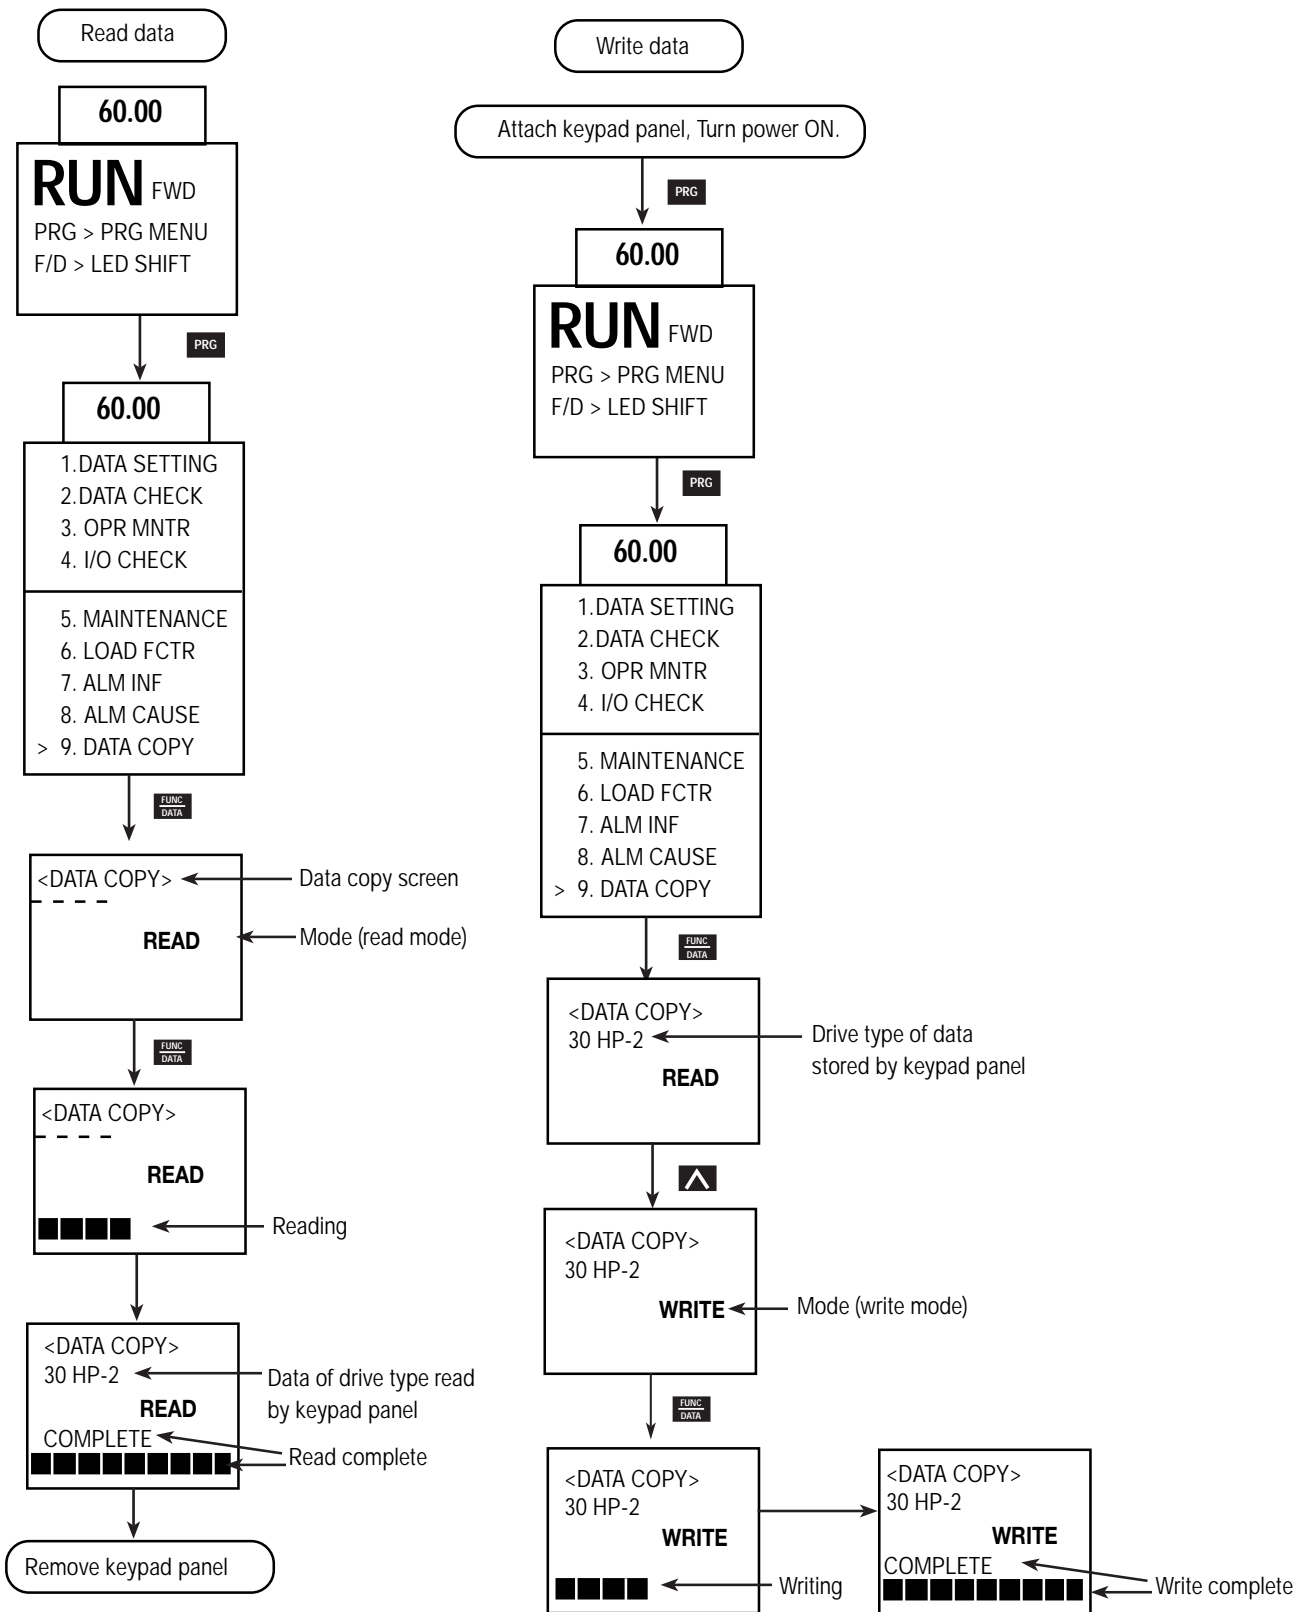 Read data
60.00
RUN FWD
PRG > PRG MENU
F/D > LED SHIFT
PRG
60.00
1.DATA SETTING
2.DATA CHECK
3. OPR MNTR
4. I/O CHECK
5. MAINTENANCE
6. LOAD FCTR
7. ALM INF
8. ALM CAUSE
> 9. DATA COPY
FUNC
DATA
<DATA COPY>
Data copy screen
- - - - -
READ
Mode (read mode)
FUNC
DATA
<DATA COPY>
- - - - -
READ
Reading
<DATA COPY>
30 HP-2
Data of drive type read
by keypad panel
READ
COMPLETE
Read complete
Remove keypad panel
Write data
Attach keypad panel, Turn power ON.
PRG
60.00
RUN FWD
PRG > PRG MENU
F/D > LED SHIFT
PRG
60.00
1.DATA SETTING
2.DATA CHECK
3. OPR MNTR
4. I/O CHECK
5. MAINTENANCE
6. LOAD FCTR
7. ALM INF
8. ALM CAUSE
> 9. DATA COPY
FUNC
DATA
<DATA COPY>
30 HP-2
Drive type of data
stored by keypad panel
READ
<DATA COPY>
30 HP-2
WRITE
Mode (write mode)
FUNC
DATA
<DATA COPY>
30 HP-2
WRITE
Writing
<DATA COPY>
30 HP-2
WRITE
COMPLETE
Write complete